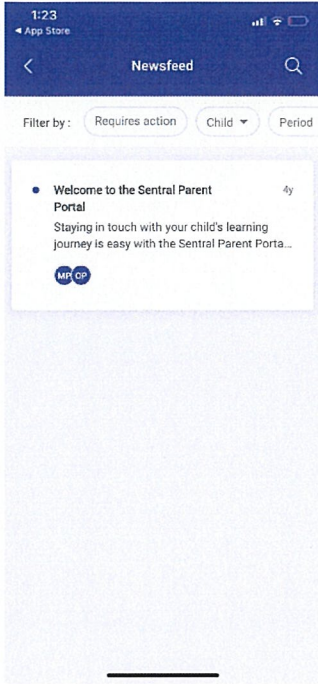 1:23
◄ App Store
Newsfeed
Filter by :
Requires action
Child
Period
Welcome to the Sentral Parent
4y
Portal
Staying in touch with your child's learning
journey is easy with the Sentral Parent Porta...
MP CP